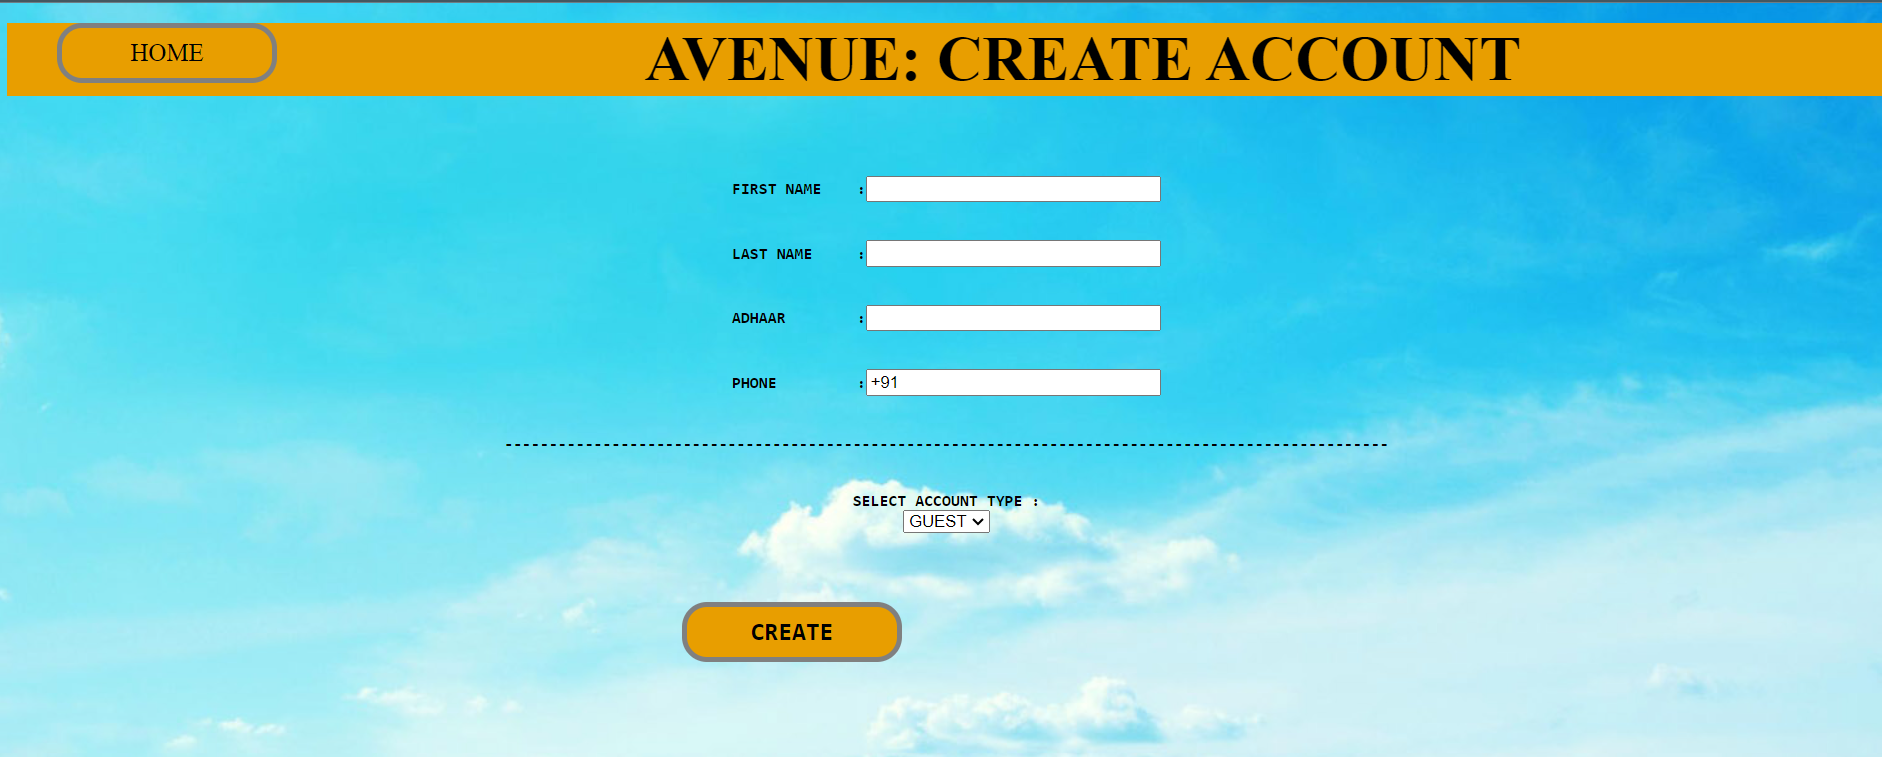 HOME
AVENUE: CREATE ACCOUNT
FIRST NAME :
LAST NAME :
ADHAAR :
PHONE : +91
---------------------------------------------------------------------------------------------------
SELECT ACCOUNT TYPE :
GUEST
CREATE